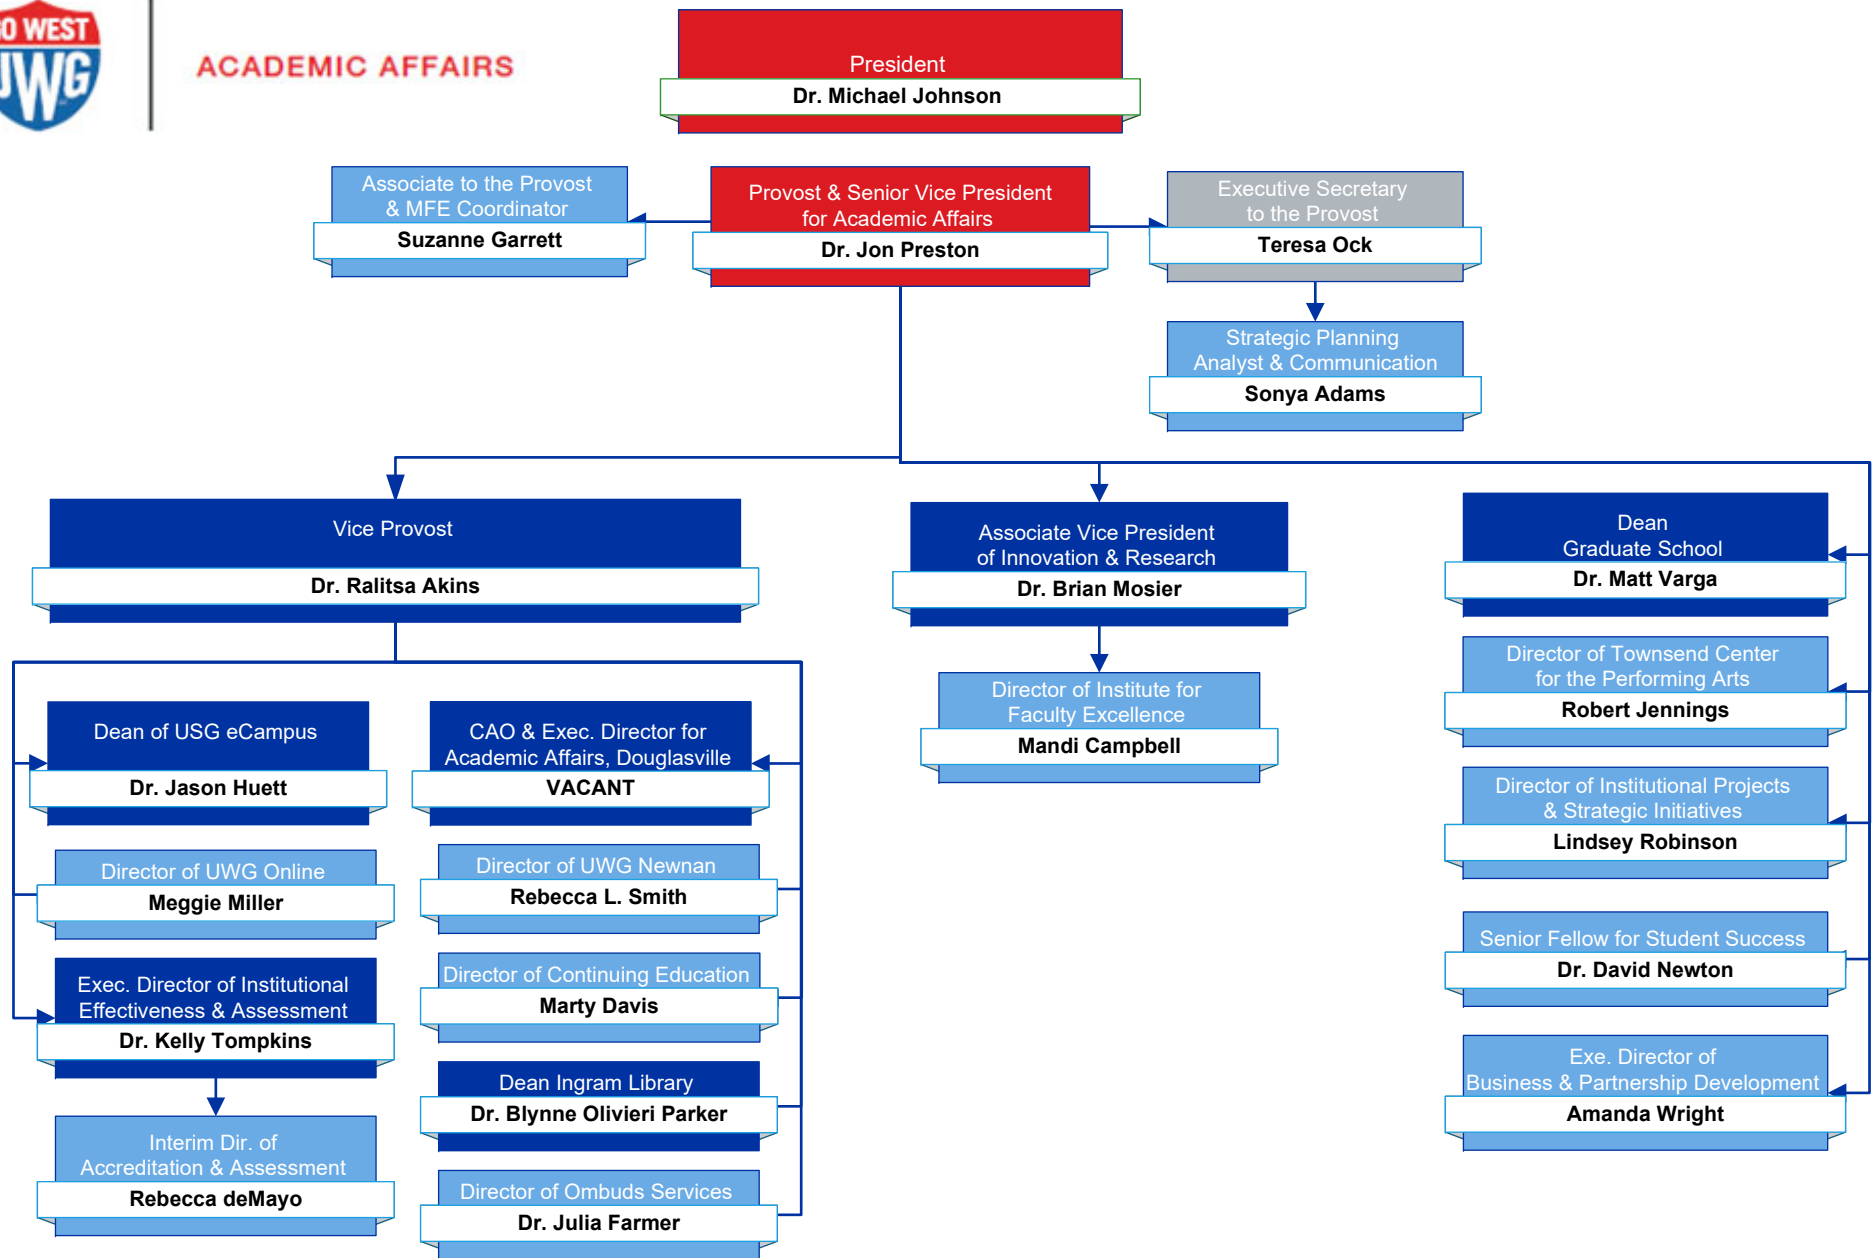 GO WEST
UWG
ACADEMIC AFFAIRS
President
Dr. Michael Johnson
Associate to the Provost
& MFE Coordinator
Suzanne Garrett
Provost & Senior Vice President
for Academic Affairs
Dr. Jon Preston
Executive Secretary
to the Provost
Teresa Ock
Strategic Planning
Analyst & Communication
Sonya Adams
Vice Provost
Dr. Ralitsa Akins
Associate Vice President
of Innovation & Research
Dr. Brian Mosier
Dean
Graduate School
Dr. Matt Varga
Dean of USG eCampus
Dr. Jason Huett
Director of UWG Online
Meggie Miller
Exec. Director of Institutional
Effectiveness & Assessment
Dr. Kelly Tompkins
Interim Dir. of
Accreditation & Assessment
Rebecca deMayo
CAO & Exec. Director for
Academic Affairs, Douglasville
VACANT
Director of UWG Newnan
Rebecca L. Smith
Director of Continuing Education
Marty Davis
Dean Ingram Library
Dr. Blynne Olivieri Parker
Director of Ombuds Services
Dr. Julia Farmer
Director of Institute for
Faculty Excellence
Mandi Campbell
Director of Townsend Center
for the Performing Arts
Robert Jennings
Director of Institutional Projects
& Strategic Initiatives
Lindsey Robinson
Senior Fellow for Student Success
Dr. David Newton
Exe. Director of
Business & Partnership Development
Amanda Wright